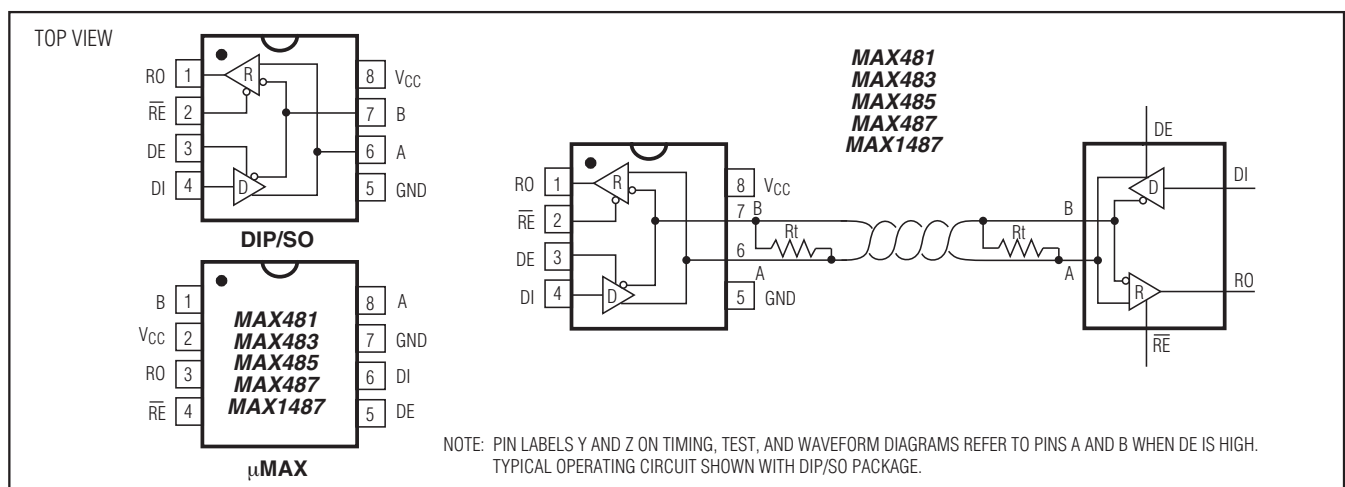 TOP VIEW
RO 1
RE 2
DE 3
DI 4
8 VCC
7 B
6 A
5 GND
R
D
DIP/SO
B 1
VCC 2
RO 3
RE 4
8 A
7 GND
6 DI
5 DE
MAX481
MAX483
MAX485
MAX487
MAX1487
µMAX
MAX481
MAX483
MAX485
MAX487
MAX1487
RO 1
RE 2
DE 3
DI 4
R
D
8 VCC
7 B
6
A
5 GND
Rt
Rt
B
A
DE
D
DI
R
RO
RE
NOTE: PIN LABELS Y AND Z ON TIMING, TEST, AND WAVEFORM DIAGRAMS REFER TO PINS A AND B WHEN DE IS HIGH.
TYPICAL OPERATING CIRCUIT SHOWN WITH DIP/SO PACKAGE.